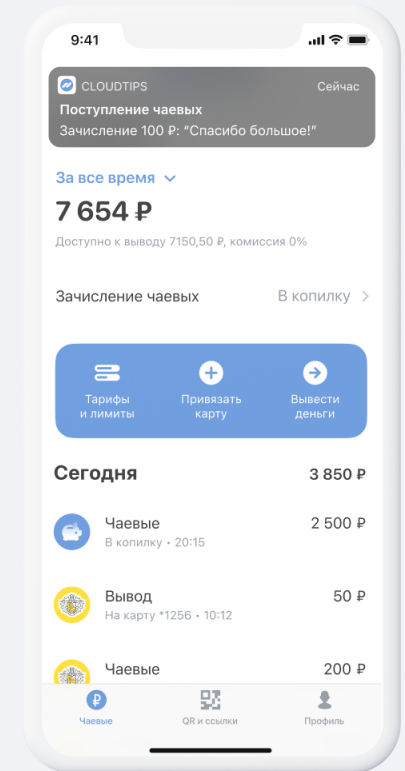 9:41
CLOUDTIPS Сейчас
Поступление чаевых
Зачисление 100 ₽: “Спасибо большое!”
За все время
7 654 ₽
Доступно к выводу 7150,50 ₽, комиссия 0%
Зачисление чаевых В копилку
Тарифы и лимиты
Привязать карту
Вывести деньги
Сегодня 3 850 ₽
Чаевые 2 500 ₽
В копилку • 20:15
Вывод 50 ₽
На карту *1256 • 10:12
Чаевые 200 ₽
Чаевые QR и ссылки Профиль